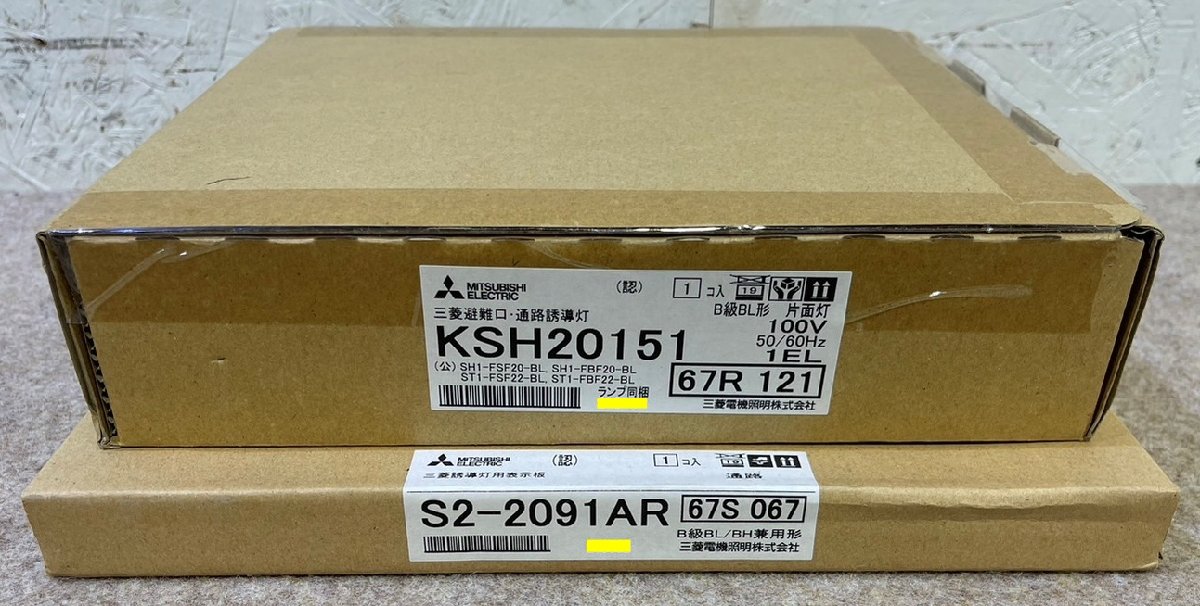 MITSUBISHI
ELECTRIC
(認)
1 コ入
19
三菱避難口・通路誘導灯
B級BL形 片面灯
KSH20151
100V
50/60Hz
1EL
(公) SH1-FSF20-BL, SH1-FBF20-BL
ST1-FSF22-BL, ST1-FBF22-BL
67R 121
ランプ同梱
三菱電機照明株式会社
MITSUBISHI
ELECTRIC
(認)
1 コ入
三菱誘導灯用表示板
通路
S2-2091AR
67S 067
B級BL/BH兼用形
三菱電機照明株式会社